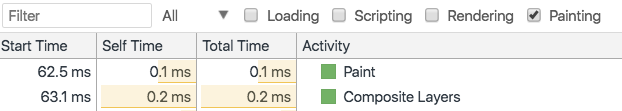 Filter All Loading Scripting Rendering Painting
Start Time Self Time Total Time Activity
62.5 ms 0.1 ms 0.1 ms Paint
63.1 ms 0.2 ms 0.2 ms Composite Layers